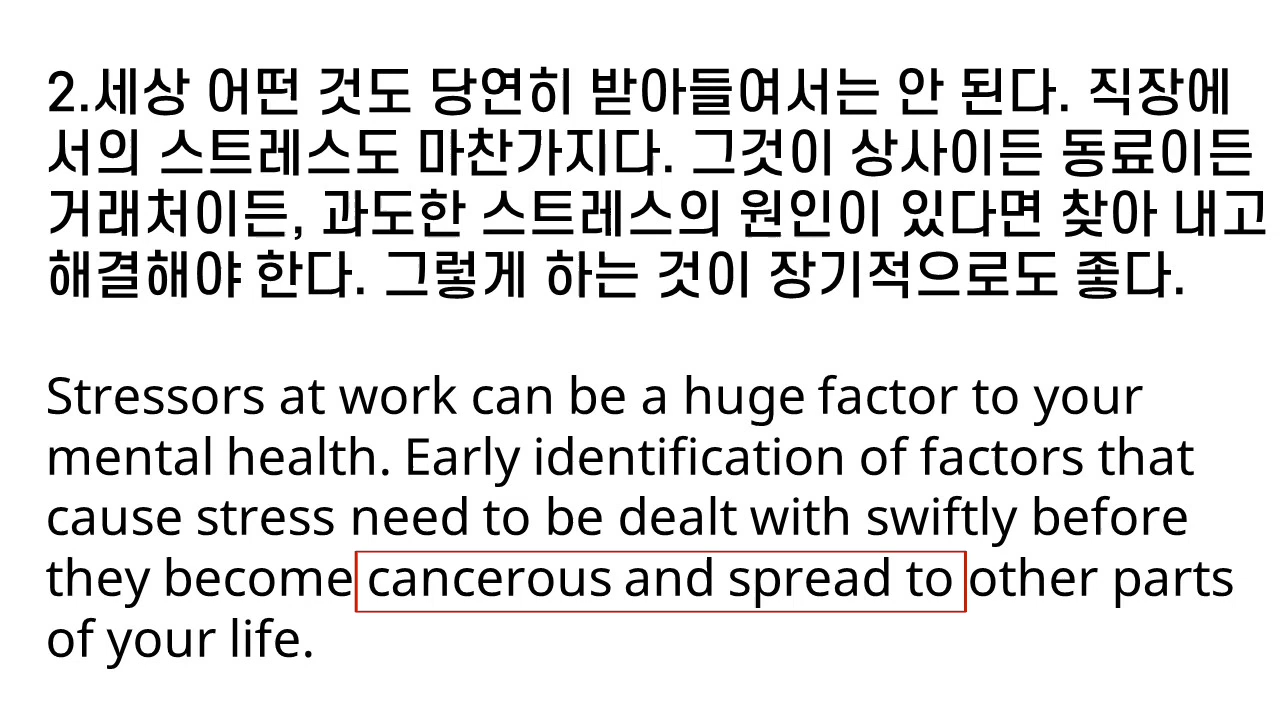 2.세상 어떤 것도 당연히 받아들여서는 안 된다. 직장에
서의 스트레스도 마찬가지다. 그것이 상사이든 동료이든
거래처이든, 과도한 스트레스의 원인이 있다면 찾아 내고
해결해야 한다. 그렇게 하는 것이 장기적으로도 좋다.
Stressors at work can be a huge factor to your
mental health. Early identification of factors that
cause stress need to be dealt with swiftly before
they become cancerous and spread to other parts
of your life.